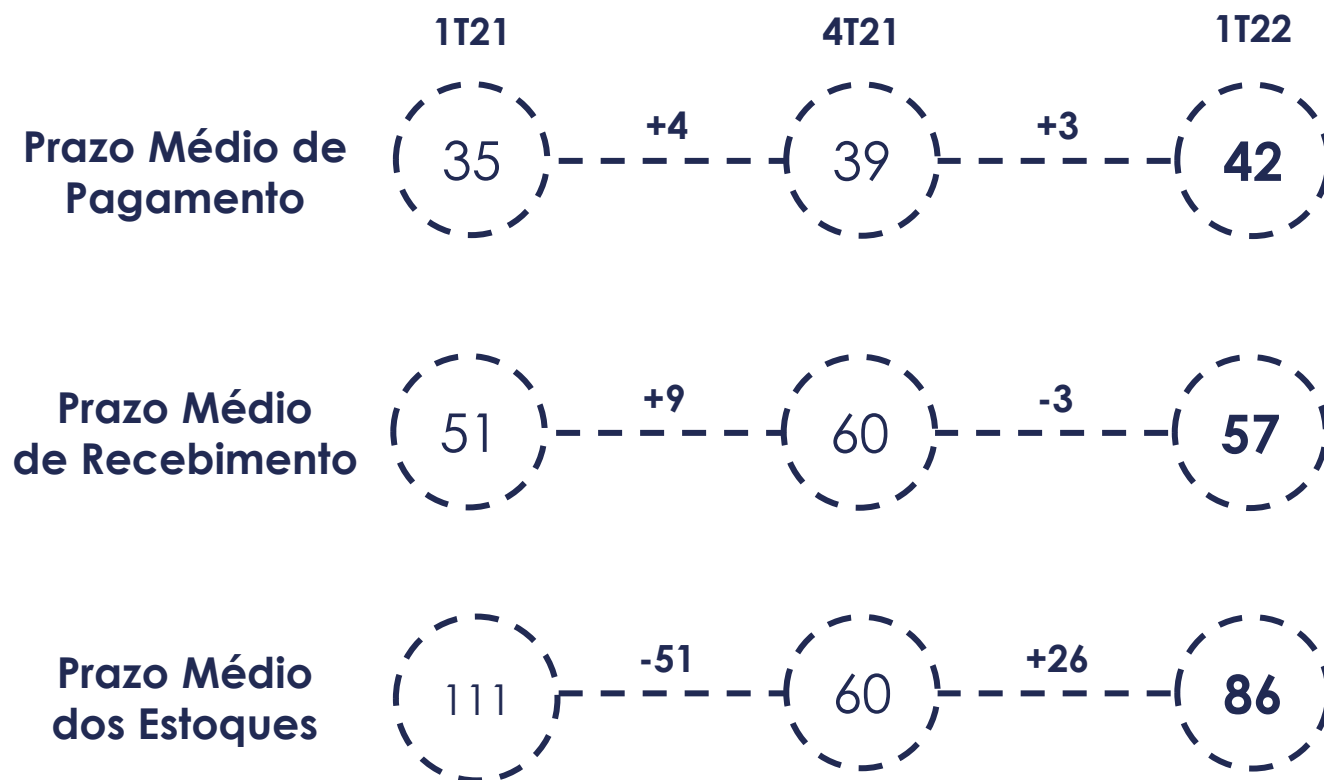 1T21 4T21 1T22
Prazo Médio de
Pagamento
35 +4 39 +3 42
Prazo Médio
de Recebimento
51 +9 60 -3 57
Prazo Médio
dos Estoques
111 -51 60 +26 86